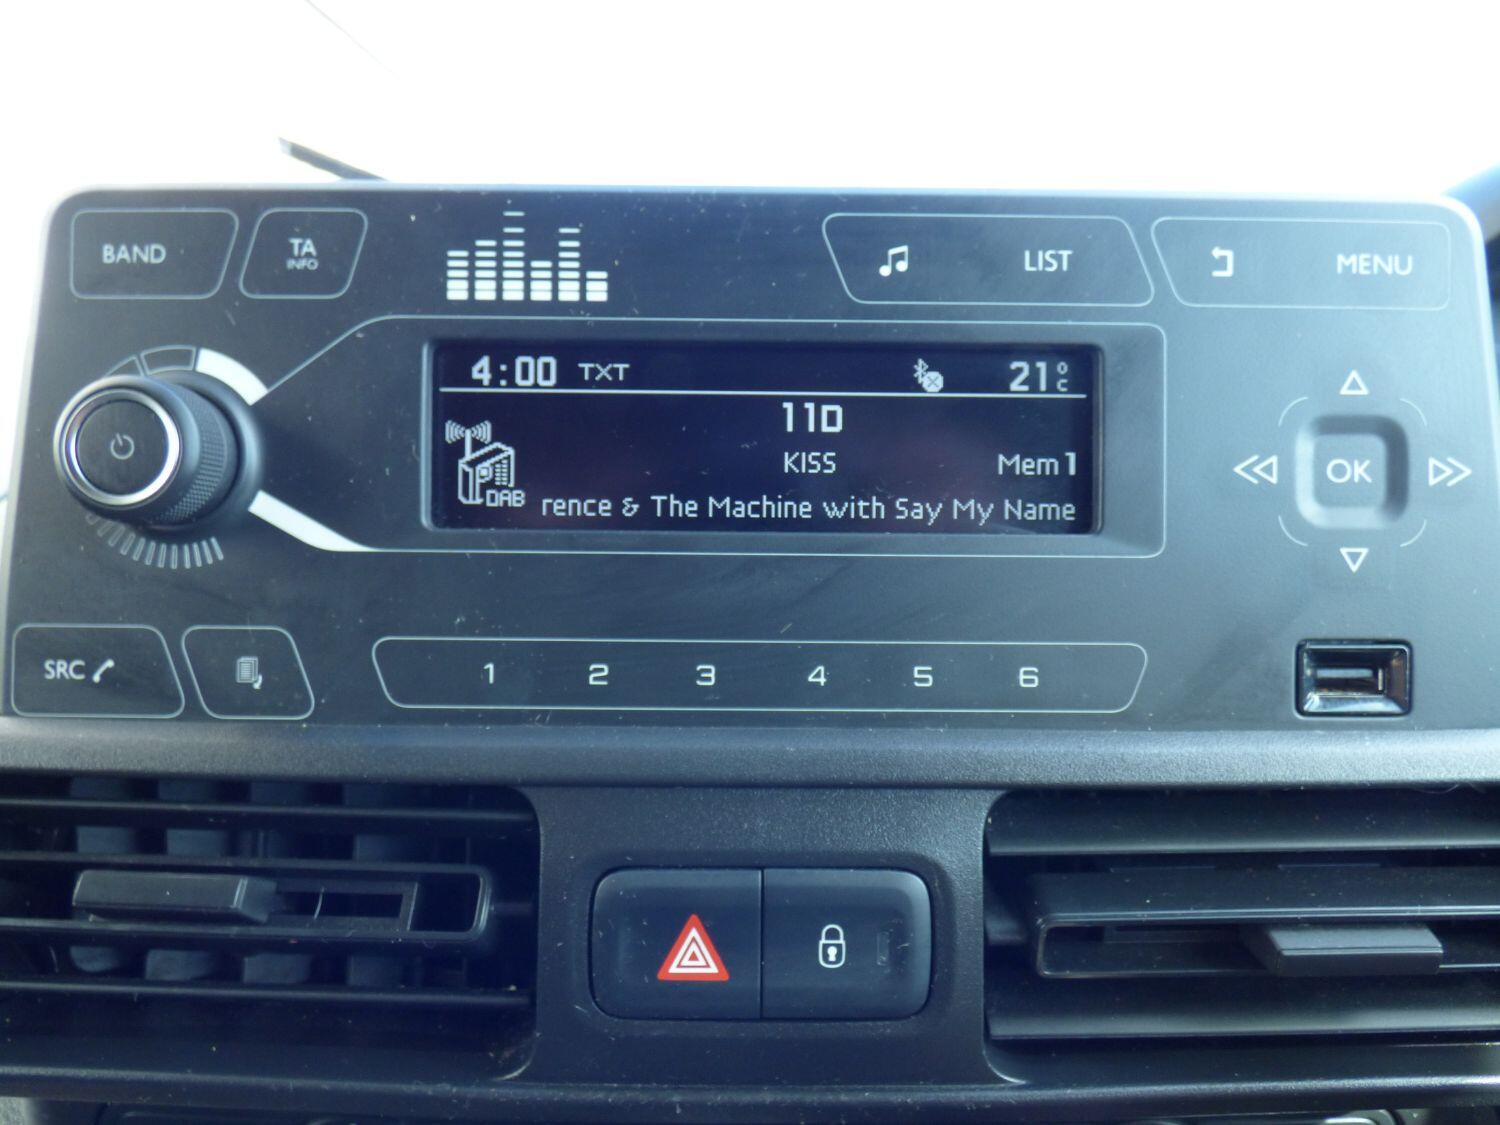 BAND
TA
INFO
LIST
MENU
4:00 TXT 21°C
11D
KISS Mem 1
DAB
rence & The Machine with Say My Name
OK
SRC
1 2 3 4 5 6